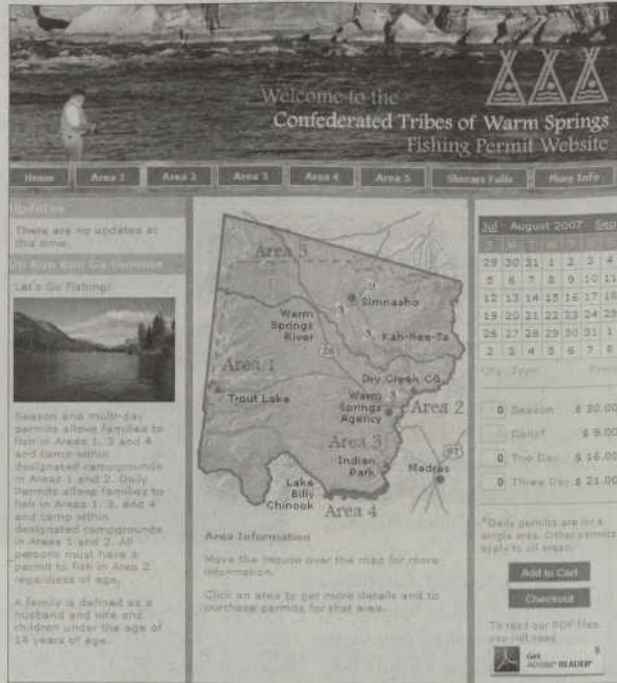 Welcome to the
Confederated Tribes of Warm Springs
Fishing Permit Website
Home Area 1 Area 2 Area 3 Area 4 Area 5 Sherars Falls More Info
Updates
There are no updates at
this time.
Let's Go Fishing!
Season and multi-day
permits allows families to
fish in Areas 1, 3 and 4
and camp within
designated campgrounds
in Areas 1 and 2. Daily
Permits allows families to
fish in Areas 1, 3, and 4
and camp within
designated campgrounds
in Areas 1 and 2. All
persons must have a
permit to fish in Area 2
regardless of age.
A family is defined as a
husband and wife and
children under the age of
14 years of age.
Area 5
Simnasho
3
3
3
Warm
Springs
River
Kah-Nee-Ta
26
Area 1
Trout Lake
Dry Creek CG
Warm
Springs
Agency
Area 2
Area 3
Indian
Park
97
Madras
Lake
Billy
Chinook
Area 4
Area Information
Move the mouse over the map for more
information.
Click an area to get more details and to
purchase permits for that area.
Jul August 2007 Sep
S M T W T F S
29 30 31 1 2 3 4
5 6 7 8 9 10 11
12 13 14 15 16 17 18
19 20 21 22 23 24 25
26 27 28 29 30 31 1
2 3 4 5 6 7 8
Qty Type Price
0 Season $ 20.00
Daily* $ 9.00
0 Two Day $ 16.00
0 Three Day $ 21.00
*Daily permits are for a
single area. Other permits
apply to all areas.
Add to Cart
Checkout
To read our PDF files,
you will need
Get
ADOBE READER